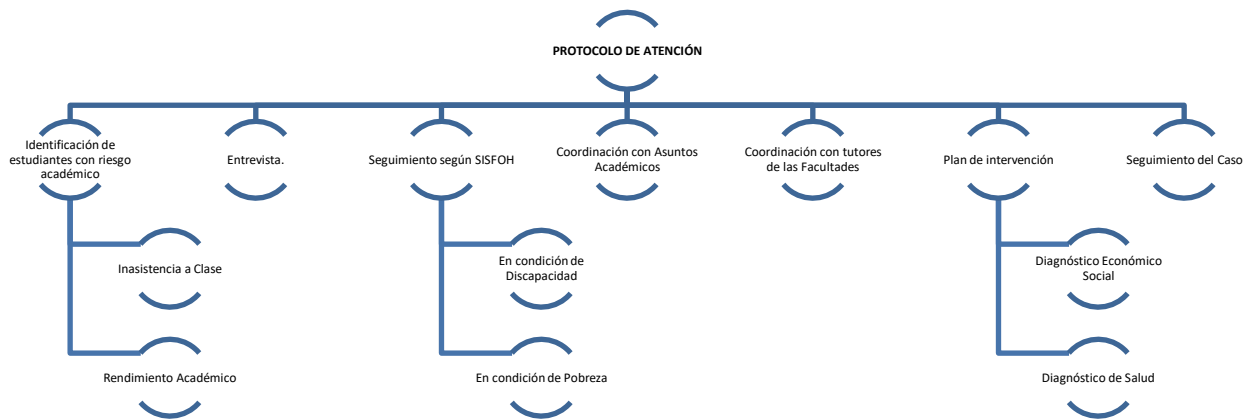 PROTOCOLO DE ATENCIÓN
Identificación de
estudiantes con riesgo
académico
Entrevista.
Seguimiento según SISFOH
Coordinación con Asuntos
Académicos
Coordinación con tutores
de las Facultades
Plan de intervención
Seguimiento del Caso
Inasistencia a Clase
En condición de
Discapacidad
Diagnóstico Económico
Social
Rendimiento Académico
En condición de Pobreza
Diagnóstico de Salud